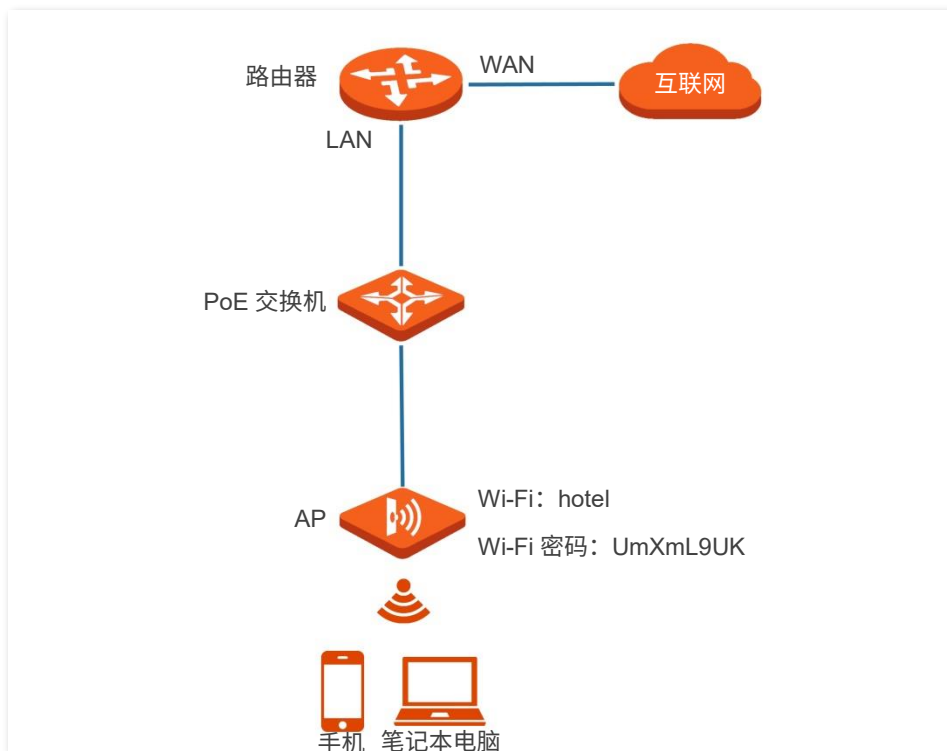 路由器
WAN
互联网
LAN
PoE 交换机
AP
Wi-Fi：hotel
Wi-Fi 密码：UmXmL9UK
手机
笔记本电脑